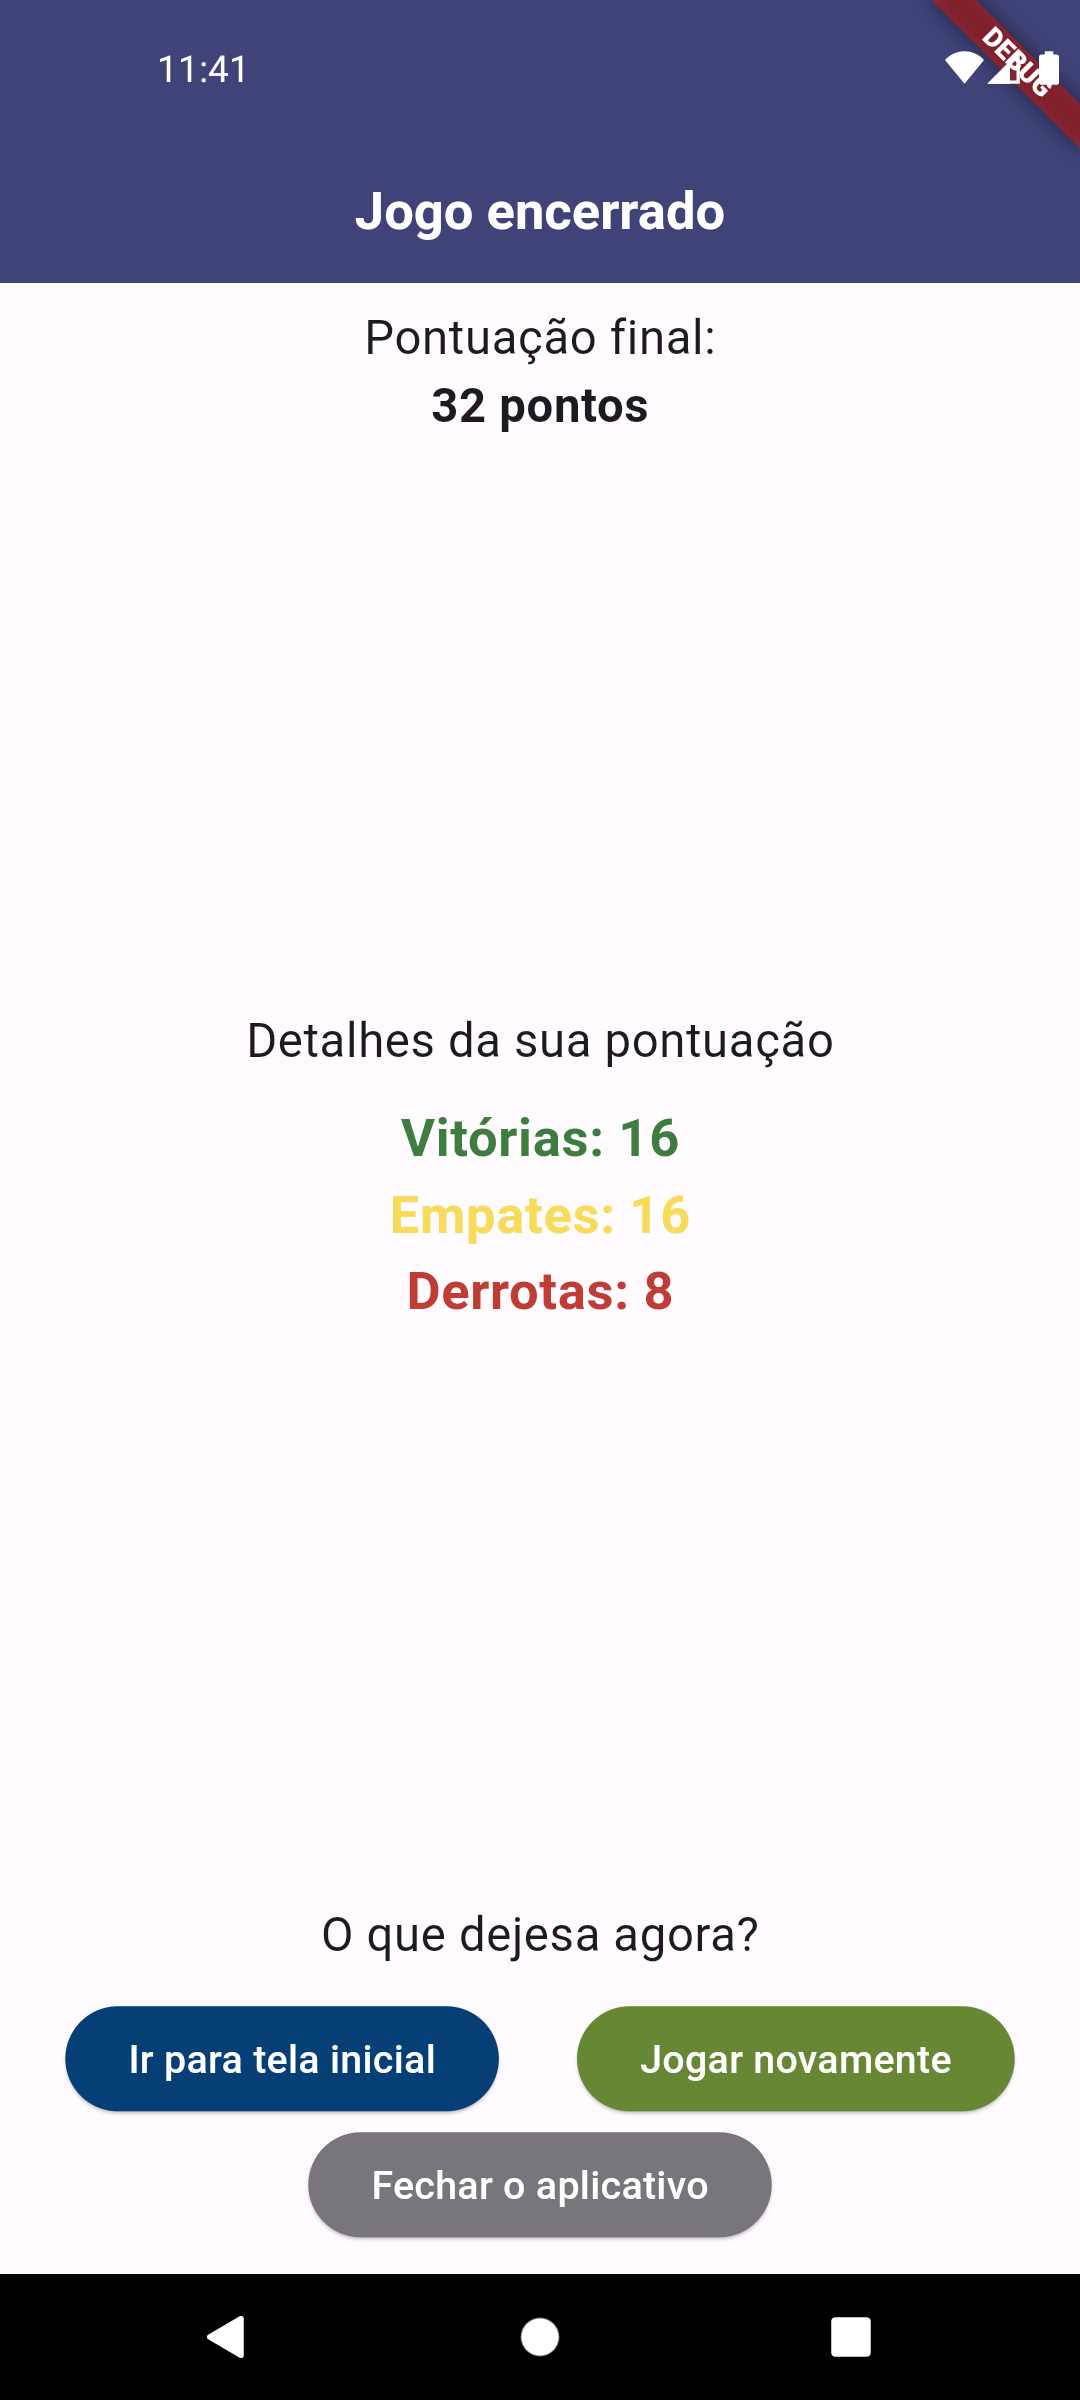 11:41
DEBUG
Jogo encerrado
Pontuação final:
32 pontos
Detalhes da sua pontuação
Vitórias: 16
Empates: 16
Derrotas: 8
O que dejesa agora?
Ir para tela inicial
Jogar novamente
Fechar o aplicativo